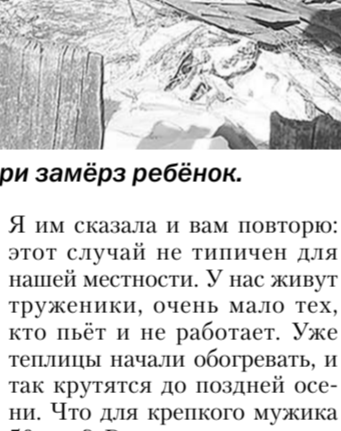 ри замёрз ребёнок.
Я им сказала и вам повторю:
этот случай не типичен для
нашей местности. У нас живут
труженики, очень мало тех,
кто пьёт и не работает. Уже
теплицы начали обогревать, и
так крутятся до поздней осе-
ни. Что для крепкого мужика